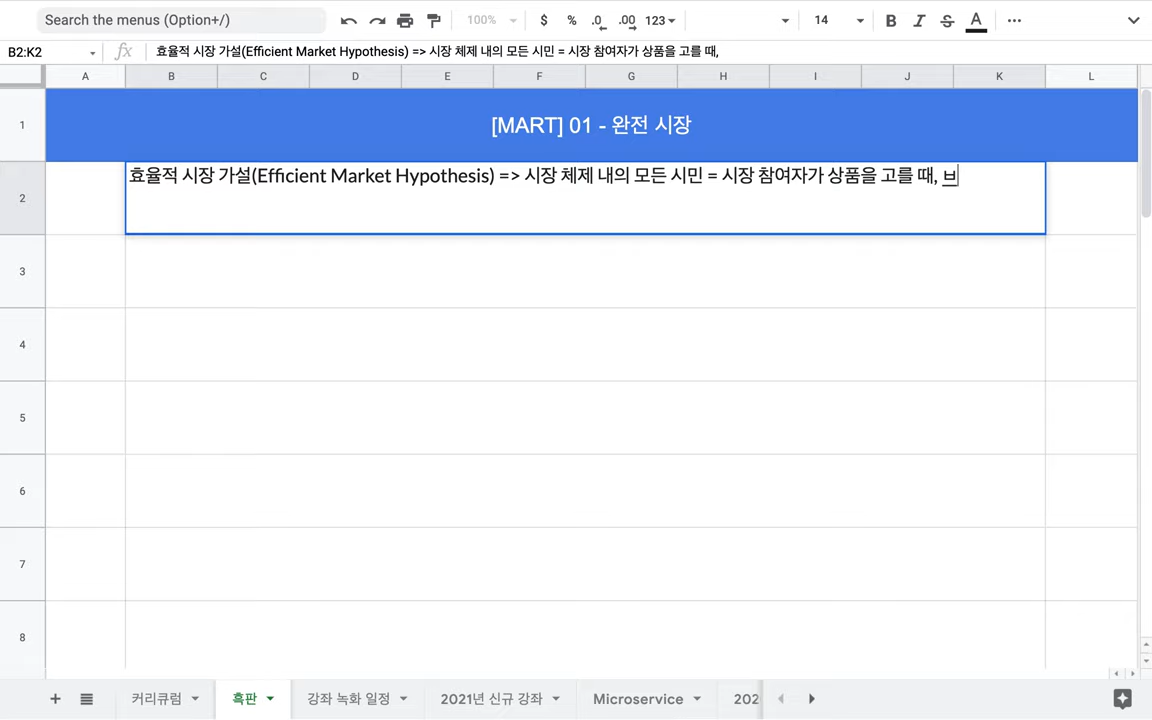 Search the menus (Option+/)
100%
$ % .0 .00 123
14
B I S A
B2:K2
fx
효율적 시장 가설(Efficient Market Hypothesis) => 시장 체제 내의 모든 시민 = 시장 참여자가 상품을 고를 때,
A B C D E F G H I J K L
1
[MART] 01 - 완전 시장
2
효율적 시장 가설(Efficient Market Hypothesis) => 시장 체제 내의 모든 시민 = 시장 참여자가 상품을 고를 때, 브
3
4
5
6
7
8
커리큐럼
흑판
강좌 녹화 일정
2021년 신규 강좌
Microservice
202